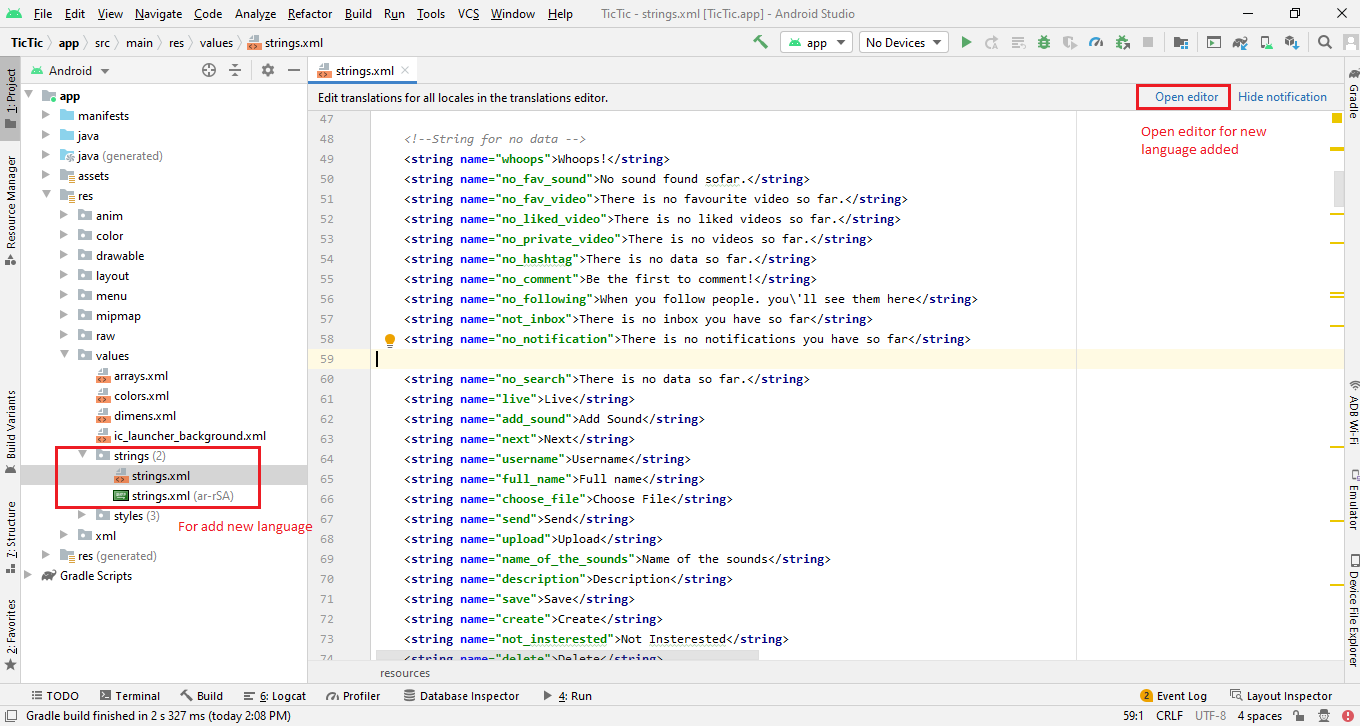 File Edit View Navigate Code Analyze Refactor Build Run Tools VCS Window Help TicTic - strings.xml [TicTic.app] - Android Studio
TicTic app src main res values strings.xml app No Devices
Android
strings.xml
Edit translations for all locales in the translations editor. Open editor Hide notification
Open editor for new
language added
1: Project
Resource Manager
Build Variants
7: Structure
2: Favorites
app
manifests
java
java (generated)
assets
res
anim
color
drawable
layout
menu
mipmap
raw
values
arrays.xml
colors.xml
dimens.xml
ic_launcher_background.xml
strings (2)
strings.xml
strings.xml (ar-rSA)
styles (3)
For add new language
xml
res (generated)
Gradle Scripts
47
48 <!--String for no data -->
49 <string name="whoops">Whoops!</string>
50 <string name="no_fav_sound">No sound found sofar.</string>
51 <string name="no_fav_video">There is no favourite video so far.</string>
52 <string name="no_liked_video">There is no liked videos so far.</string>
53 <string name="no_private_video">There is no videos so far.</string>
54 <string name="no_hashtag">There is no data so far.</string>
55 <string name="no_comment">Be the first to comment!</string>
56 <string name="no_following">When you follow people. you\'ll see them here</string>
57 <string name="not_inbox">There is no inbox you have so far</string>
58 <string name="no_notification">There is no notifications you have so far</string>
59
60 <string name="no_search">There is no data so far.</string>
61 <string name="live">Live</string>
62 <string name="add_sound">Add Sound</string>
63 <string name="next">Next</string>
64 <string name="username">Username</string>
65 <string name="full_name">Full name</string>
66 <string name="choose_file">Choose File</string>
67 <string name="send">Send</string>
68 <string name="upload">Upload</string>
69 <string name="name_of_the_sounds">Name of the sounds</string>
70 <string name="description">Description</string>
71 <string name="save">Save</string>
72 <string name="create">Create</string>
73 <string name="not_insterested">Not Insterested</string>
74 <string name="delete">Delete</string>
resources
Gradle
ADB Wi-Fi
Emulator
Device File Explorer
TODO Terminal Build 6: Logcat Profiler Database Inspector 4: Run 2 Event Log Layout Inspector
Gradle build finished in 2 s 327 ms (today 2:08 PM) 59:1 CRLF UTF-8 4 spaces